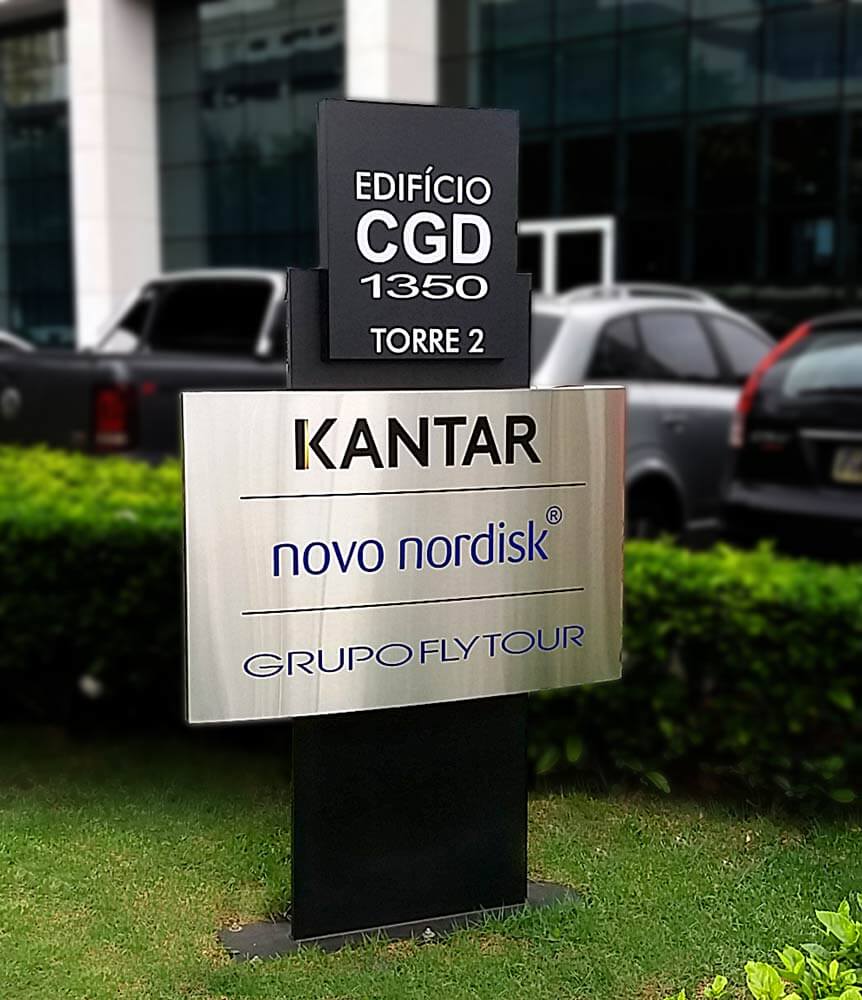 EDIFÍCIO
CGD
1350
TORRE 2
KANTAR
novo nordisk®
GRUPO FLYTOUR